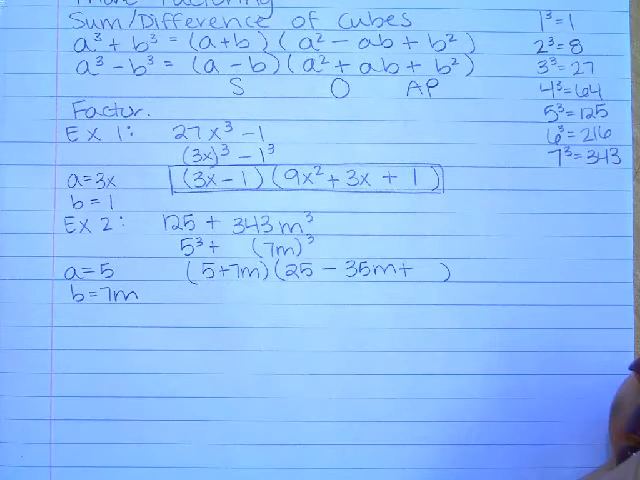 More Factoring
Sum/Difference of Cubes
a³ + b³ = (a+b)(a² - ab + b²)
a³ - b³ = (a - b)(a² + ab + b²)
S O AP
Factor.
Ex 1: 27x³ - 1
(3x)³ - 1³
a=3x (3x - 1)(9x² + 3x + 1)
b = 1
Ex 2: 125 + 343m³
5³ + (7m)³
a=5 (5+7m)(25 - 35m+ )
b=7m
1³=1
2³=8
3³=27
4³=64
5³=125
6³=216
7³=343